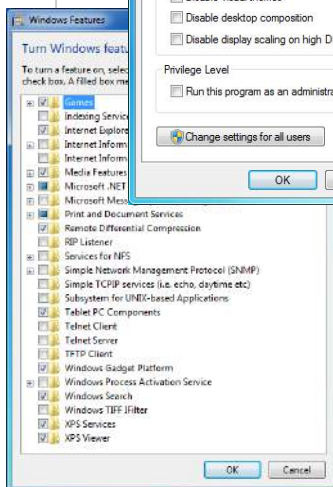 Windows Features
Disable desktop composition
Disable display scaling on high D
Turn Windows featu
To turn a feature on, selec
check box. A filled box me
Privilege Level
Run this program as an administra
Change settings for all users
OK
Games
Indexing Service
Internet Explore
Internet Inform
Internet Inform
Media Features
Microsoft .NET
Microsoft Mess
Print and Document Services
Remote Differential Compression
RIP Listener
Services for NFS
Simple Network Management Protocol (SNMP)
Simple TCPIP services (i.e. echo, daytime etc)
Subsystem for UNIX-based Applications
Tablet PC Components
Telnet Client
Telnet Server
TFTP Client
Windows Gadget Platform
Windows Process Activation Service
Windows Search
Windows TIFF IFilter
XPS Services
XPS Viewer
OK
Cancel